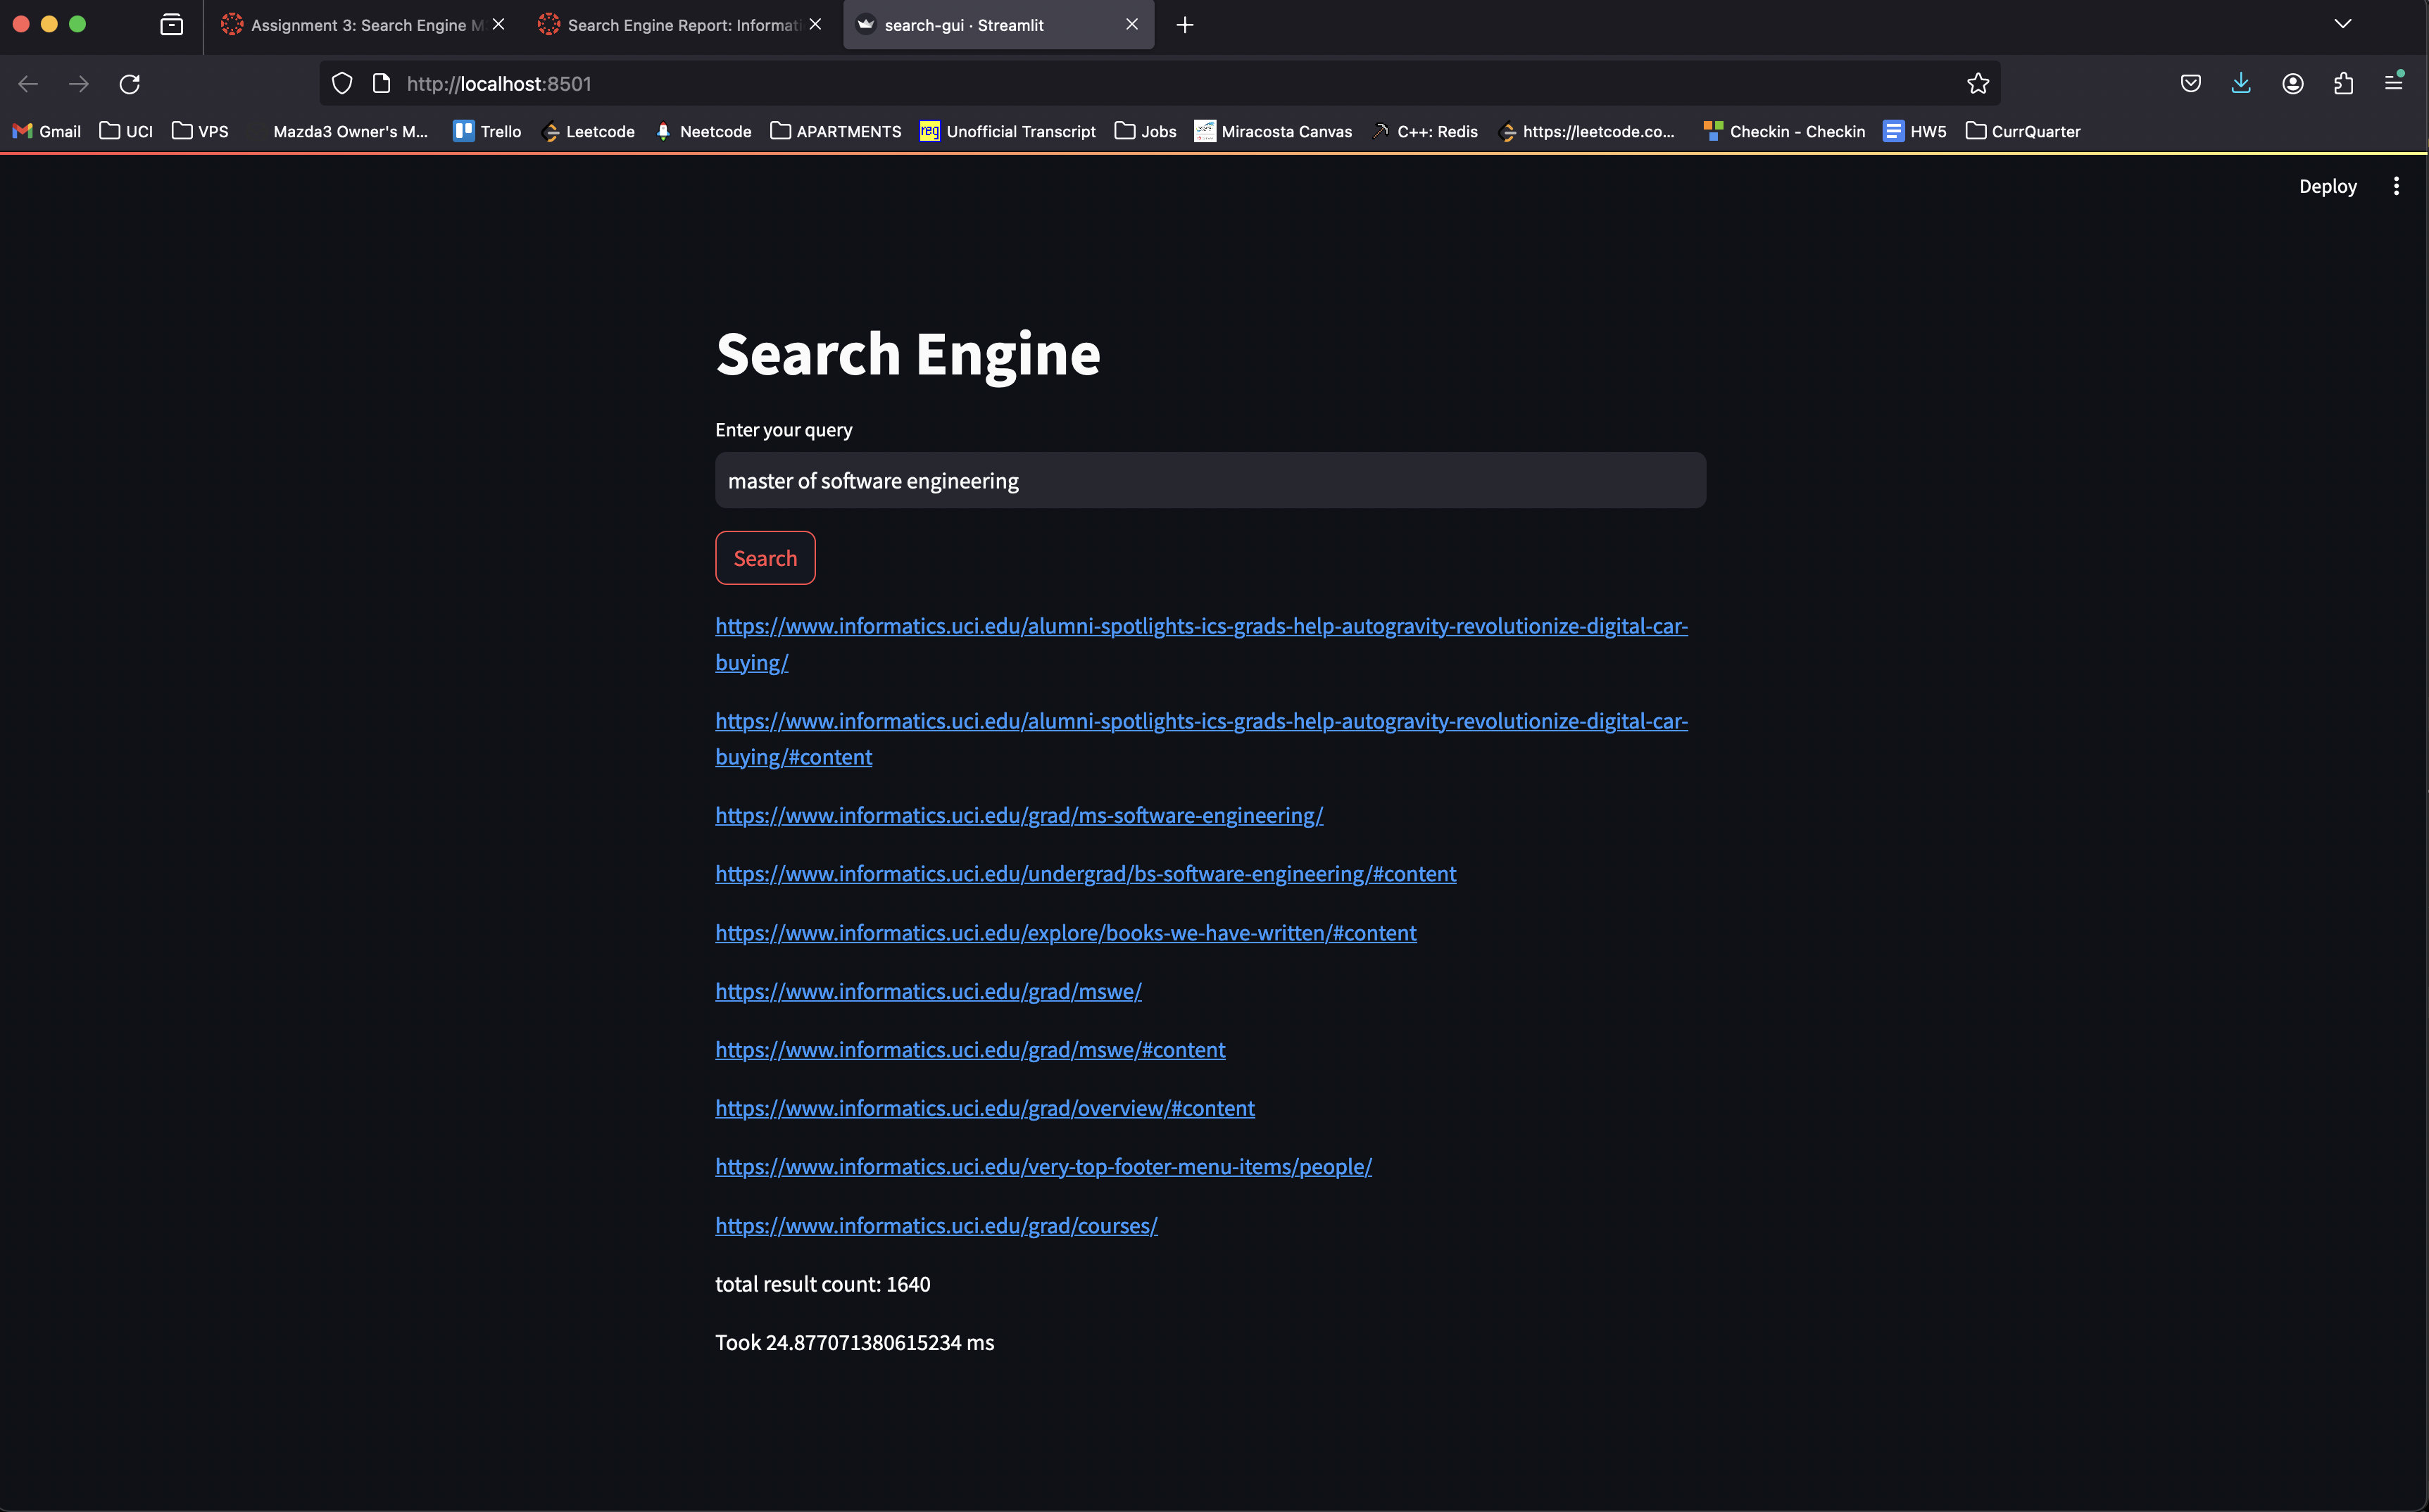 Assignment 3: Search Engine M
Search Engine Report: Informati
search-gui · Streamlit
http://localhost:8501
Gmail
UCI
VPS
Mazda3 Owner's M...
Trello
Leetcode
Neetcode
APARTMENTS
reg
Unofficial Transcript
Jobs
Miracosta Canvas
C++: Redis
https://leetcode.co...
Checkin - Checkin
HW5
CurrQuarter
Deploy
Search Engine
Enter your query
master of software engineering
Search
https://www.informatics.uci.edu/alumni-spotlights-ics-grads-help-autogravity-revolutionize-digital-car-
buying/
https://www.informatics.uci.edu/alumni-spotlights-ics-grads-help-autogravity-revolutionize-digital-car-
buying/#content
https://www.informatics.uci.edu/grad/ms-software-engineering/
https://www.informatics.uci.edu/undergrad/bs-software-engineering/#content
https://www.informatics.uci.edu/explore/books-we-have-written/#content
https://www.informatics.uci.edu/grad/mswe/
https://www.informatics.uci.edu/grad/mswe/#content
https://www.informatics.uci.edu/grad/overview/#content
https://www.informatics.uci.edu/very-top-footer-menu-items/people/
https://www.informatics.uci.edu/grad/courses/
total result count: 1640
Took 24.877071380615234 ms